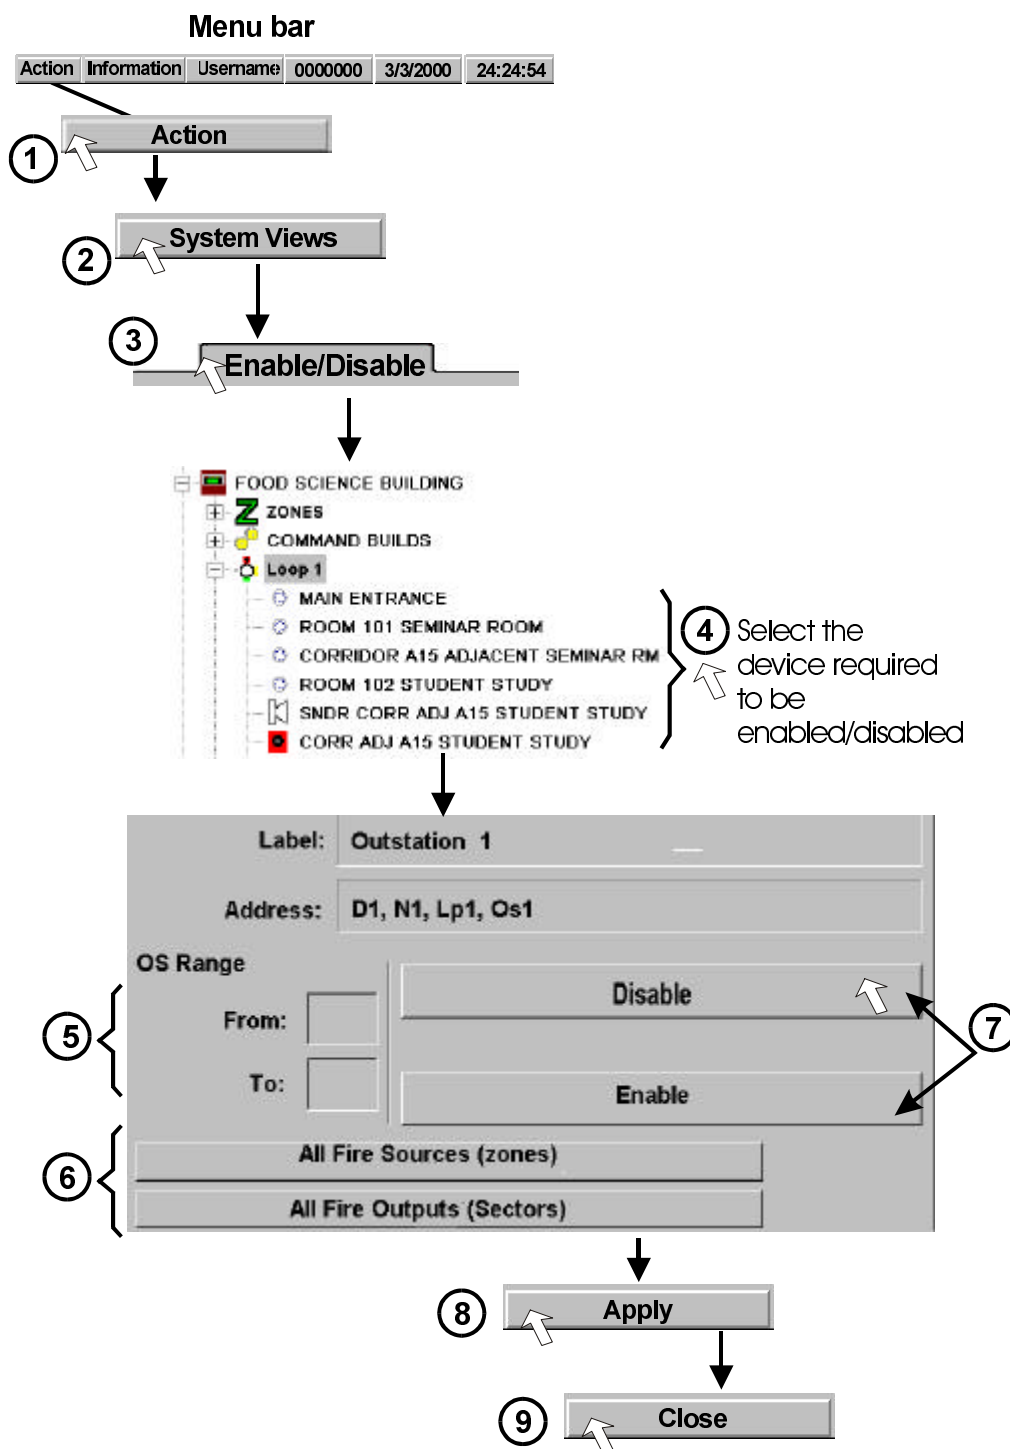 Menu bar
Action Information Username 0000000 3/3/2000 24:24:54
1 Action
2 System Views
3 Enable/Disable
FOOD SCIENCE BUILDING
ZONES
COMMAND BUILDS
Loop 1
MAIN ENTRANCE
ROOM 101 SEMINAR ROOM
CORRIDOR A15 ADJACENT SEMINAR RM
ROOM 102 STUDENT STUDY
SNDR CORR ADJ A15 STUDENT STUDY
CORR ADJ A15 STUDENT STUDY
4 Select the
device required
to be
enabled/disabled
Label: Outstation 1
Address: D1, N1, Lp1, Os1
OS Range
5
From:
To:
Disable
Enable
7
6
All Fire Sources (zones)
All Fire Outputs (Sectors)
8 Apply
9 Close